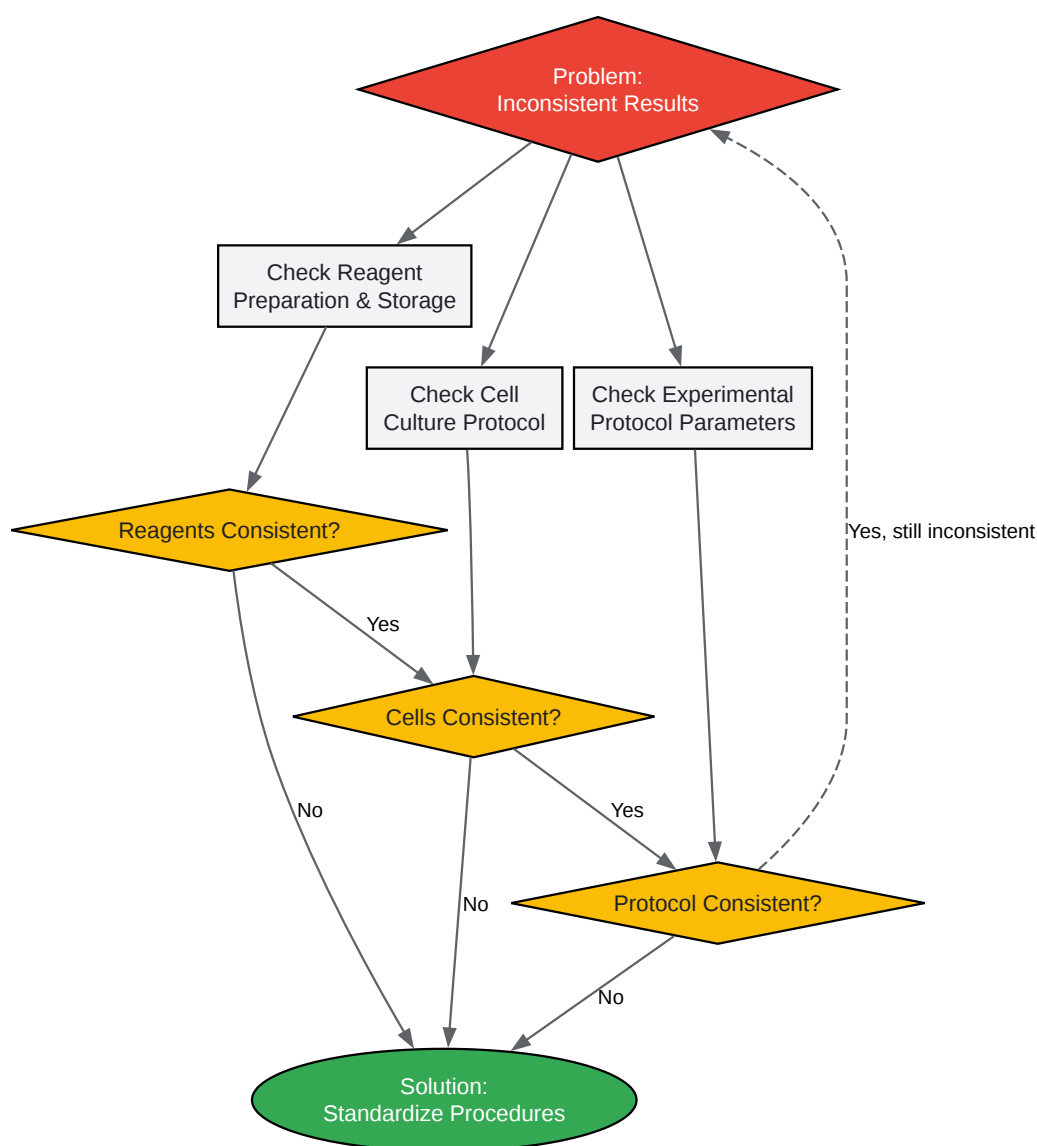 Problem:
Inconsistent Results
Check Reagent
Preparation & Storage
Check Cell
Culture Protocol
Check Experimental
Protocol Parameters
Reagents Consistent?
Yes, still inconsistent
Yes
Cells Consistent?
No
Yes
No
Protocol Consistent?
No
Solution:
Standardize Procedures